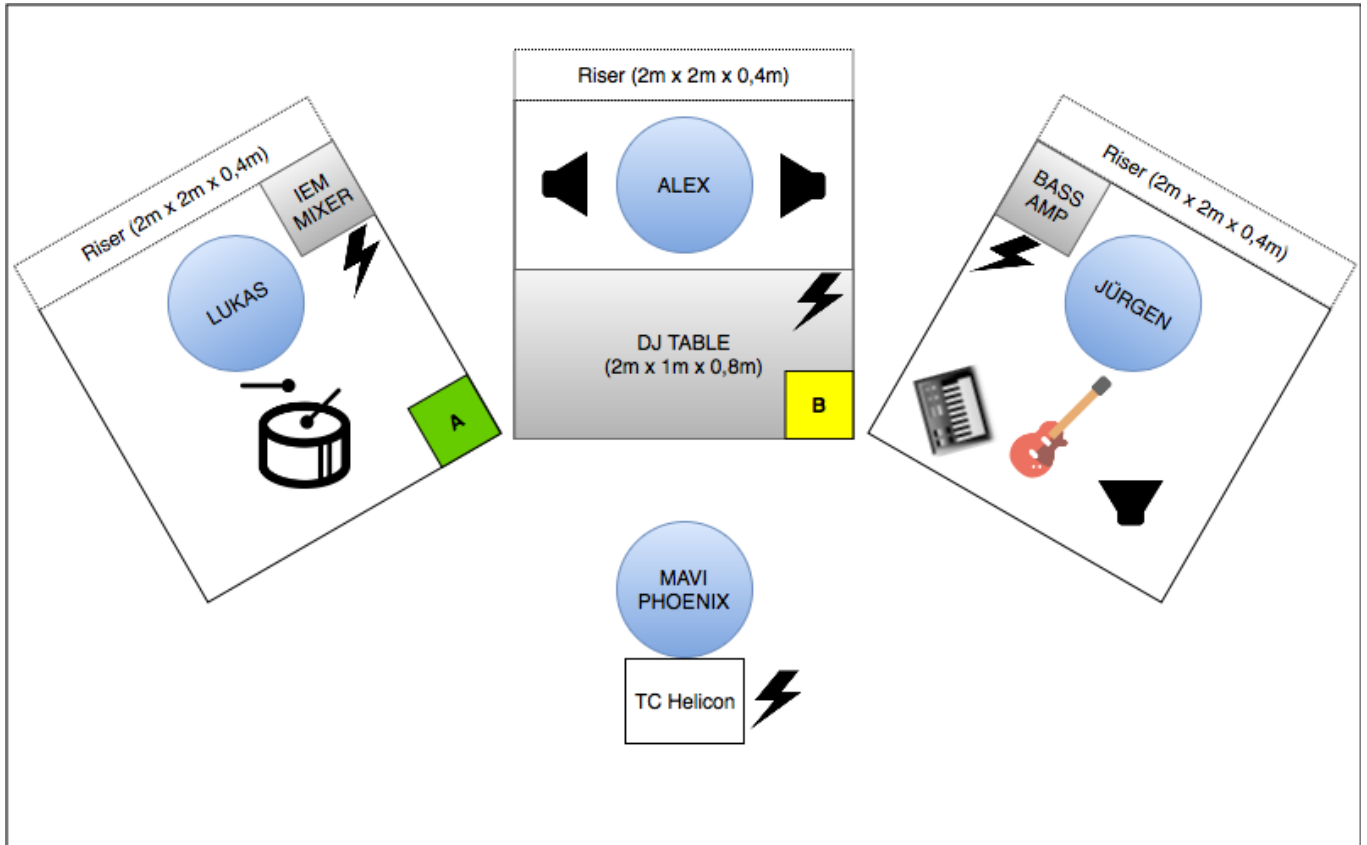 Riser (2m x 2m x 0,4m)
Riser (2m x 2m x 0,4m)
IEM
MIXER
LUKAS
A
ALEX
DJ TABLE
(2m x 1m x 0,8m)
B
Riser (2m x 2m x 0,4m)
BASS
AMP
JÜRGEN
MAVI
PHOENIX
TC Helicon